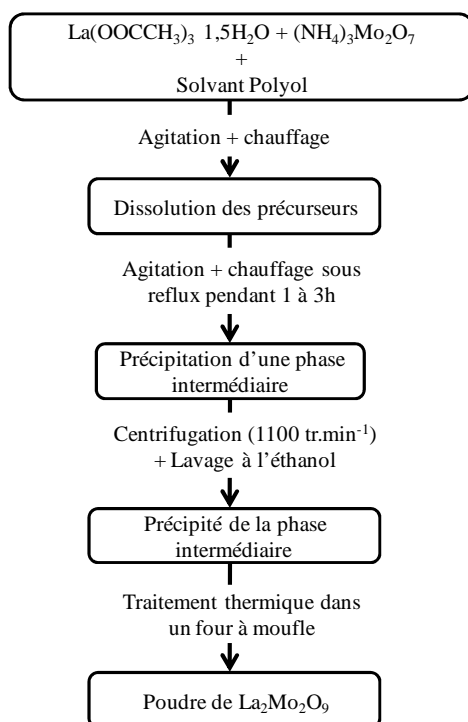 La(OOCCH₃)₃ 1,5H₂O + (NH₄)₃Mo₂O₇
+
Solvant Polyol
Agitation + chauffage
Dissolution des précurseurs
Agitation + chauffage sous
reflux pendant 1 à 3h
Précipitation d’une phase
intermédiaire
Centrifugation (1100 tr.min⁻¹)
+ Lavage à l’éthanol
Précipité de la phase
intermédiaire
Traitement thermique dans
un four à moufle
Poudre de La₂Mo₂O₉